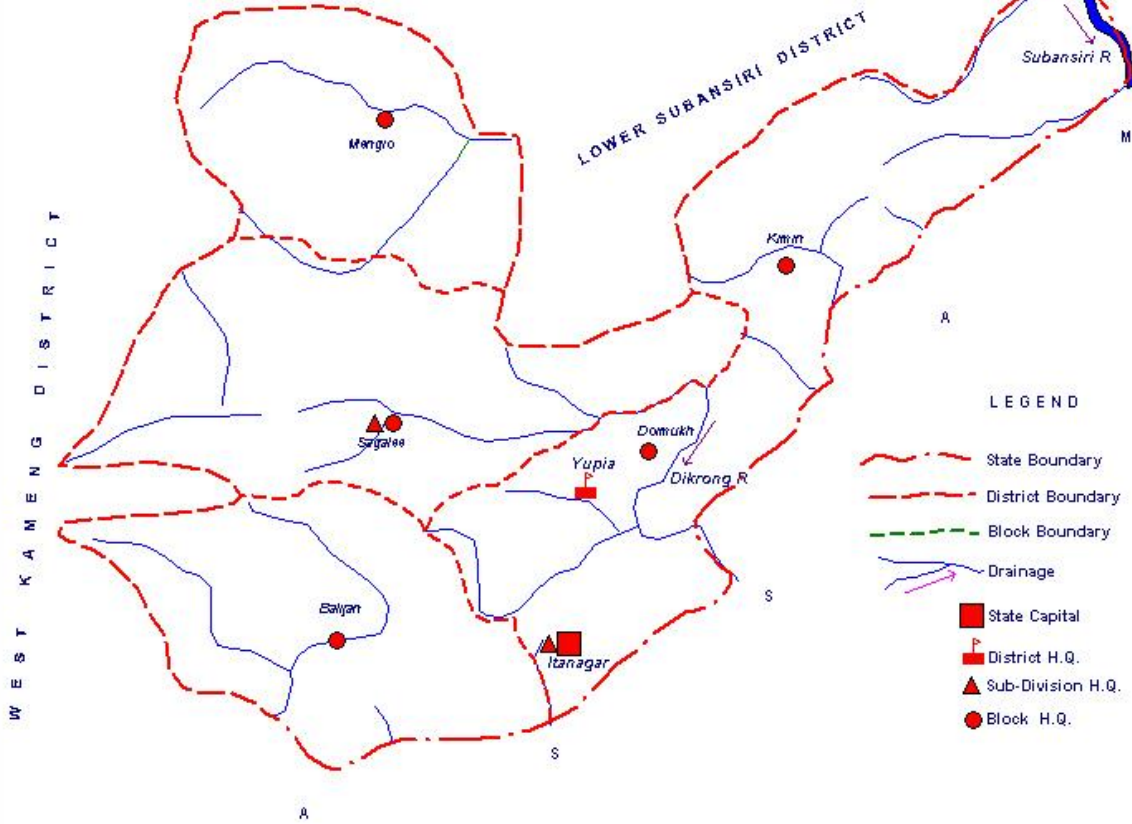 Subansiri R
LOWER SUBANSIRI DISTRICT
M
Mengio
WEST KAMENG DISTRICT
Kimin
A
LEGEND
Sagalee
Doimukh
Yupia
Dikrong R
State Boundary
District Boundary
Block Boundary
Drainage
S
Balijan
State Capital
Itanagar
District H.Q.
Sub-Division H.Q.
Block H.Q.
S
A